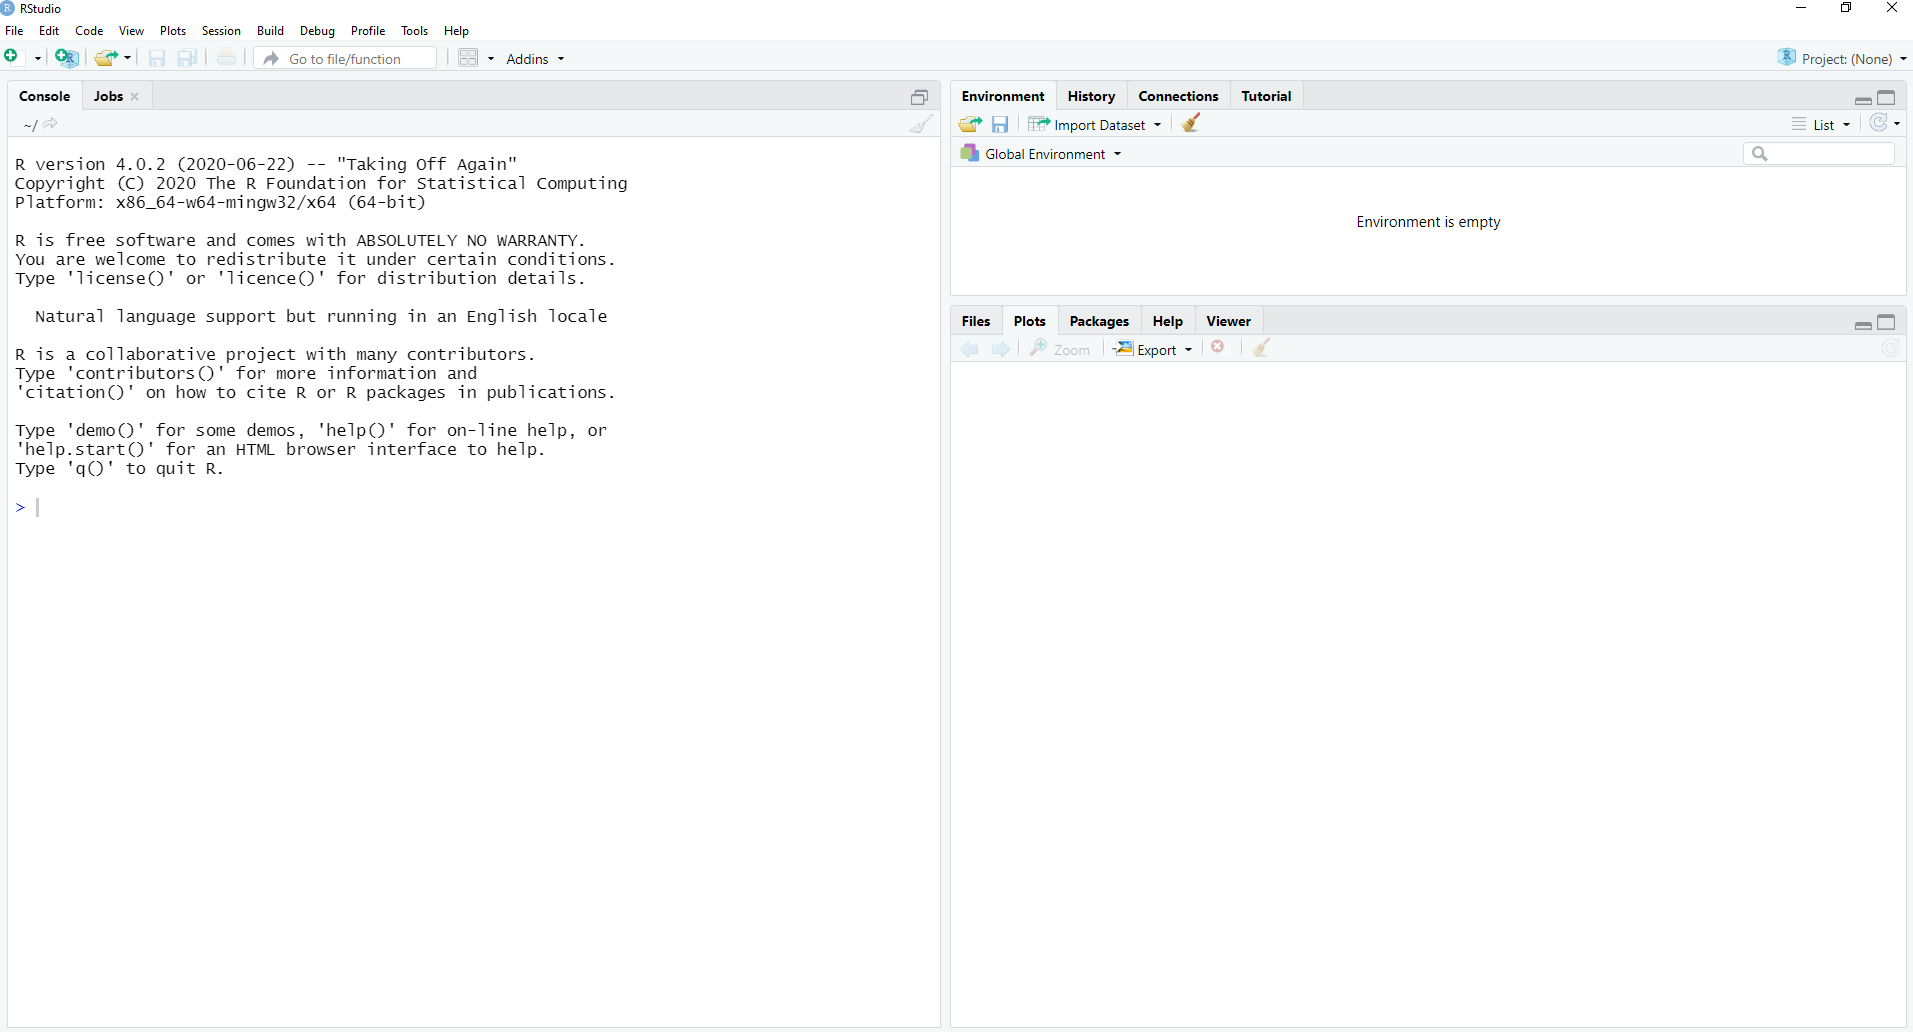 RStudio
File Edit Code View Plots Session Build Debug Profile Tools Help
Go to file/function Addins Project: (None)
Console Jobs
~/
R version 4.0.2 (2020-06-22) -- "Taking Off Again"
Copyright (C) 2020 The R Foundation for Statistical Computing
Platform: x86_64-w64-mingw32/x64 (64-bit)
R is free software and comes with ABSOLUTELY NO WARRANTY.
You are welcome to redistribute it under certain conditions.
Type 'license()' or 'licence()' for distribution details.
Natural language support but running in an English locale
R is a collaborative project with many contributors.
Type 'contributors()' for more information and
'citation()' on how to cite R or R packages in publications.
Type 'demo()' for some demos, 'help()' for on-line help, or
'help.start()' for an HTML browser interface to help.
Type 'q()' to quit R.
>
Environment History Connections Tutorial
Import Dataset List
Global Environment
Environment is empty
Files Plots Packages Help Viewer
Zoom Export